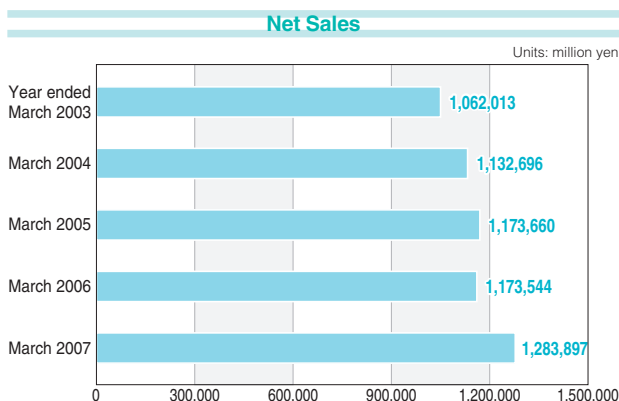 Net Sales
Units: million yen
Year ended
March 2003
1,062,013
March 2004
1,132,696
March 2005
1,173,660
March 2006
1,173,544
March 2007
1,283,897
0 300,000 600,000 900,000 1,200,000 1,500,000